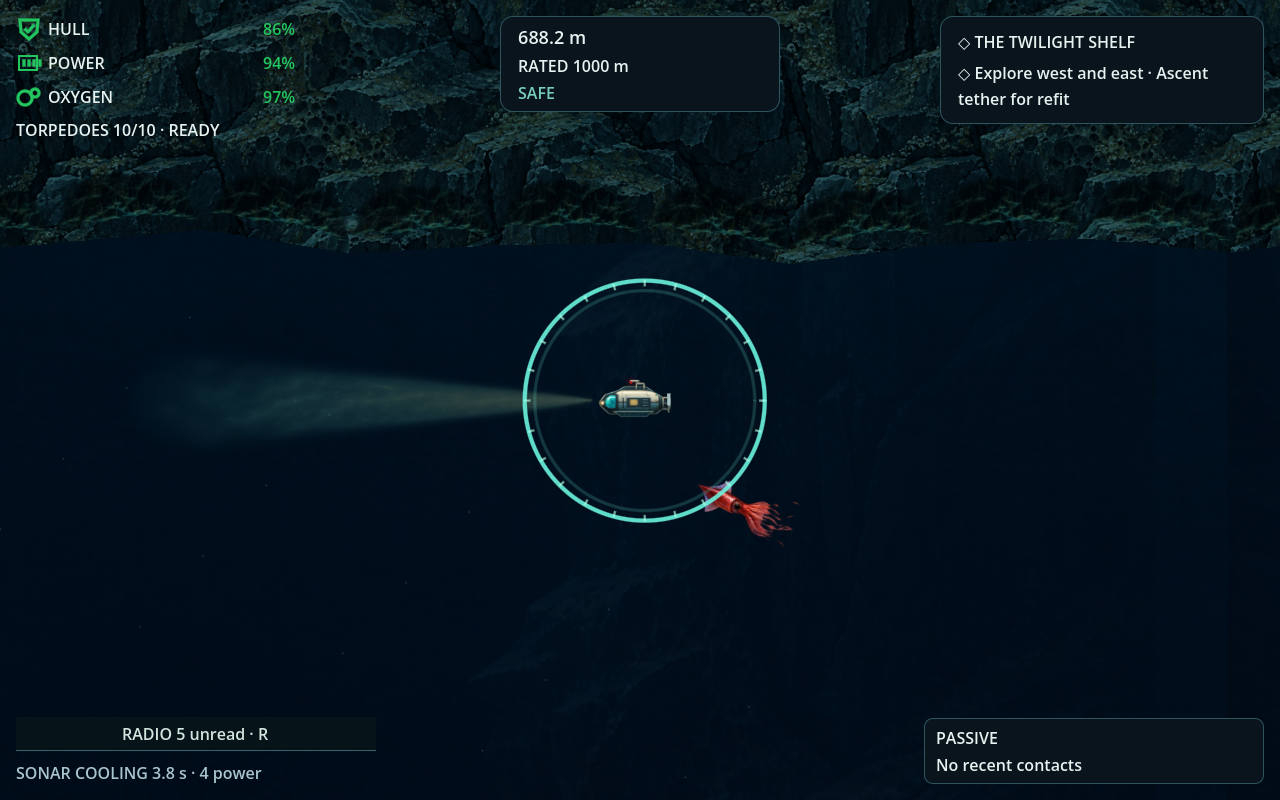 HULL 86%
POWER 94%
OXYGEN 97%
TORPEDOES 10/10 · READY
688.2 m
RATED 1000 m
SAFE
◇ THE TWILIGHT SHELF
◇ Explore west and east · Ascent
tether for refit
RADIO 5 unread · R
SONAR COOLING 3.8 s · 4 power
PASSIVE
No recent contacts